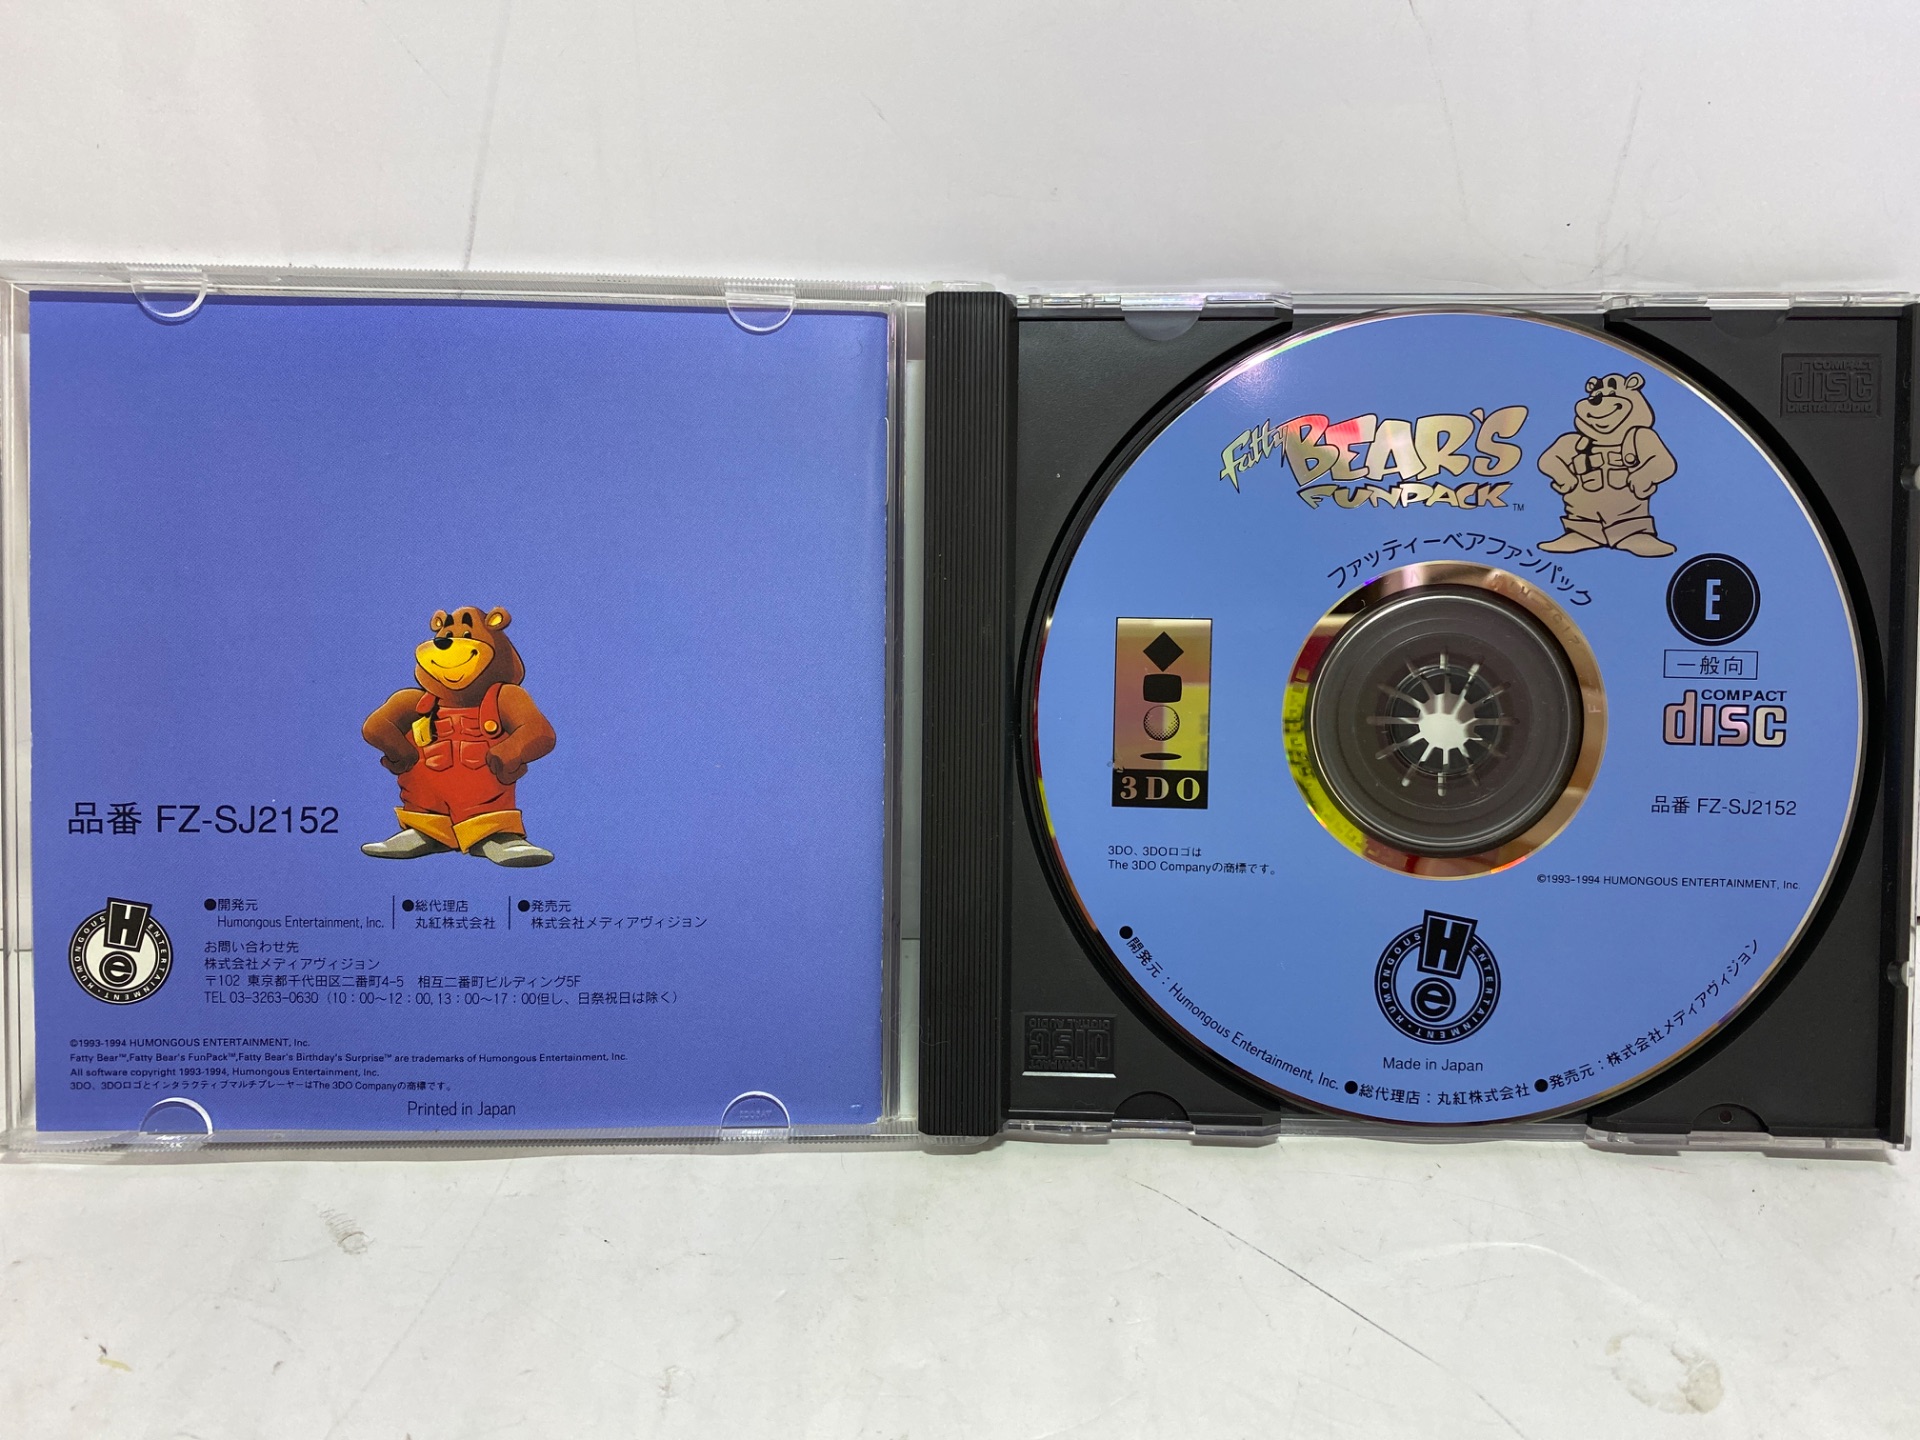 品番 FZ-SJ2152
●開発元
Humongous Entertainment, Inc.
●総代理店
丸紅株式会社
●発売元
株式会社メディアヴィジョン
お問い合わせ先
株式会社メディアヴィジョン
〒102 東京都千代田区二番町4-5 相互二番町ビルディング5F
TEL 03-3263-0630（10：00〜12：00, 13：00〜17：00但し、日祭祝日は除く）
He
HUMONGOUS ENTERTAINMENT
©1993-1994 HUMONGOUS ENTERTAINMENT, Inc.
Fatty Bear™,Fatty Bear's FunPack™,Fatty Bear's Birthday's Surprise™ are trademarks of Humongous Entertainment, Inc.
All software copyright 1993-1994, Humongous Entertainment, Inc.
3DO、3DOロゴとインタラクティブマルチプレーヤーはThe 3DO Companyの商標です。
Printed in Japan
Fatty BEAR'S
FUNPACK™
ファッティーベアファンパック
E
一般向
COMPACT
disc
3DO
品番 FZ-SJ2152
3DO、3DOロゴは
The 3DO Companyの商標です。
©1993-1994 HUMONGOUS ENTERTAINMENT, Inc.
He
HUMONGOUS ENTERTAINMENT
Made in Japan
●開発元：Humongous Entertainment, Inc. ●総代理店：丸紅株式会社 ●発売元：株式会社メディアヴィジョン
COMPACT
disc
DIGITAL AUDIO
COMPACT
disc
DIGITAL AUDIO